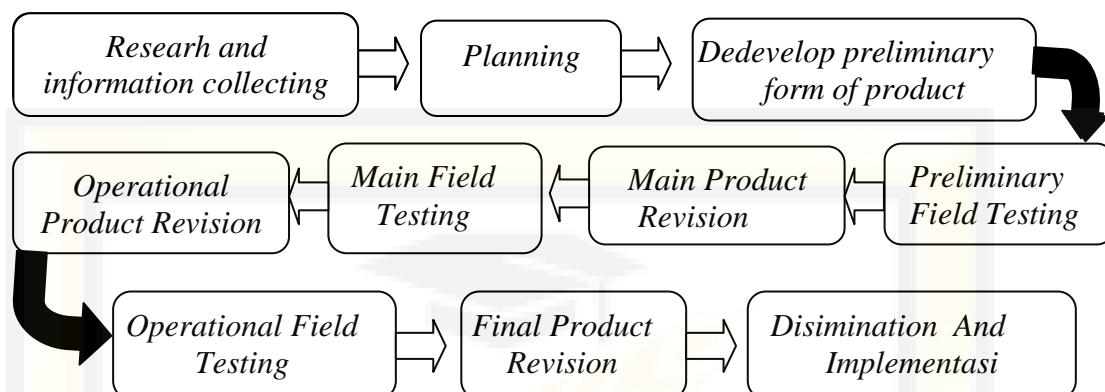 Researh and
information collecting
Planning
Dedevelop preliminary
form of product
Preliminary
Field Testing
Main Product
Revision
Main Field
Testing
Operational
Product Revision
Operational Field
Testing
Final Product
Revision
Disimination And
Implementasi